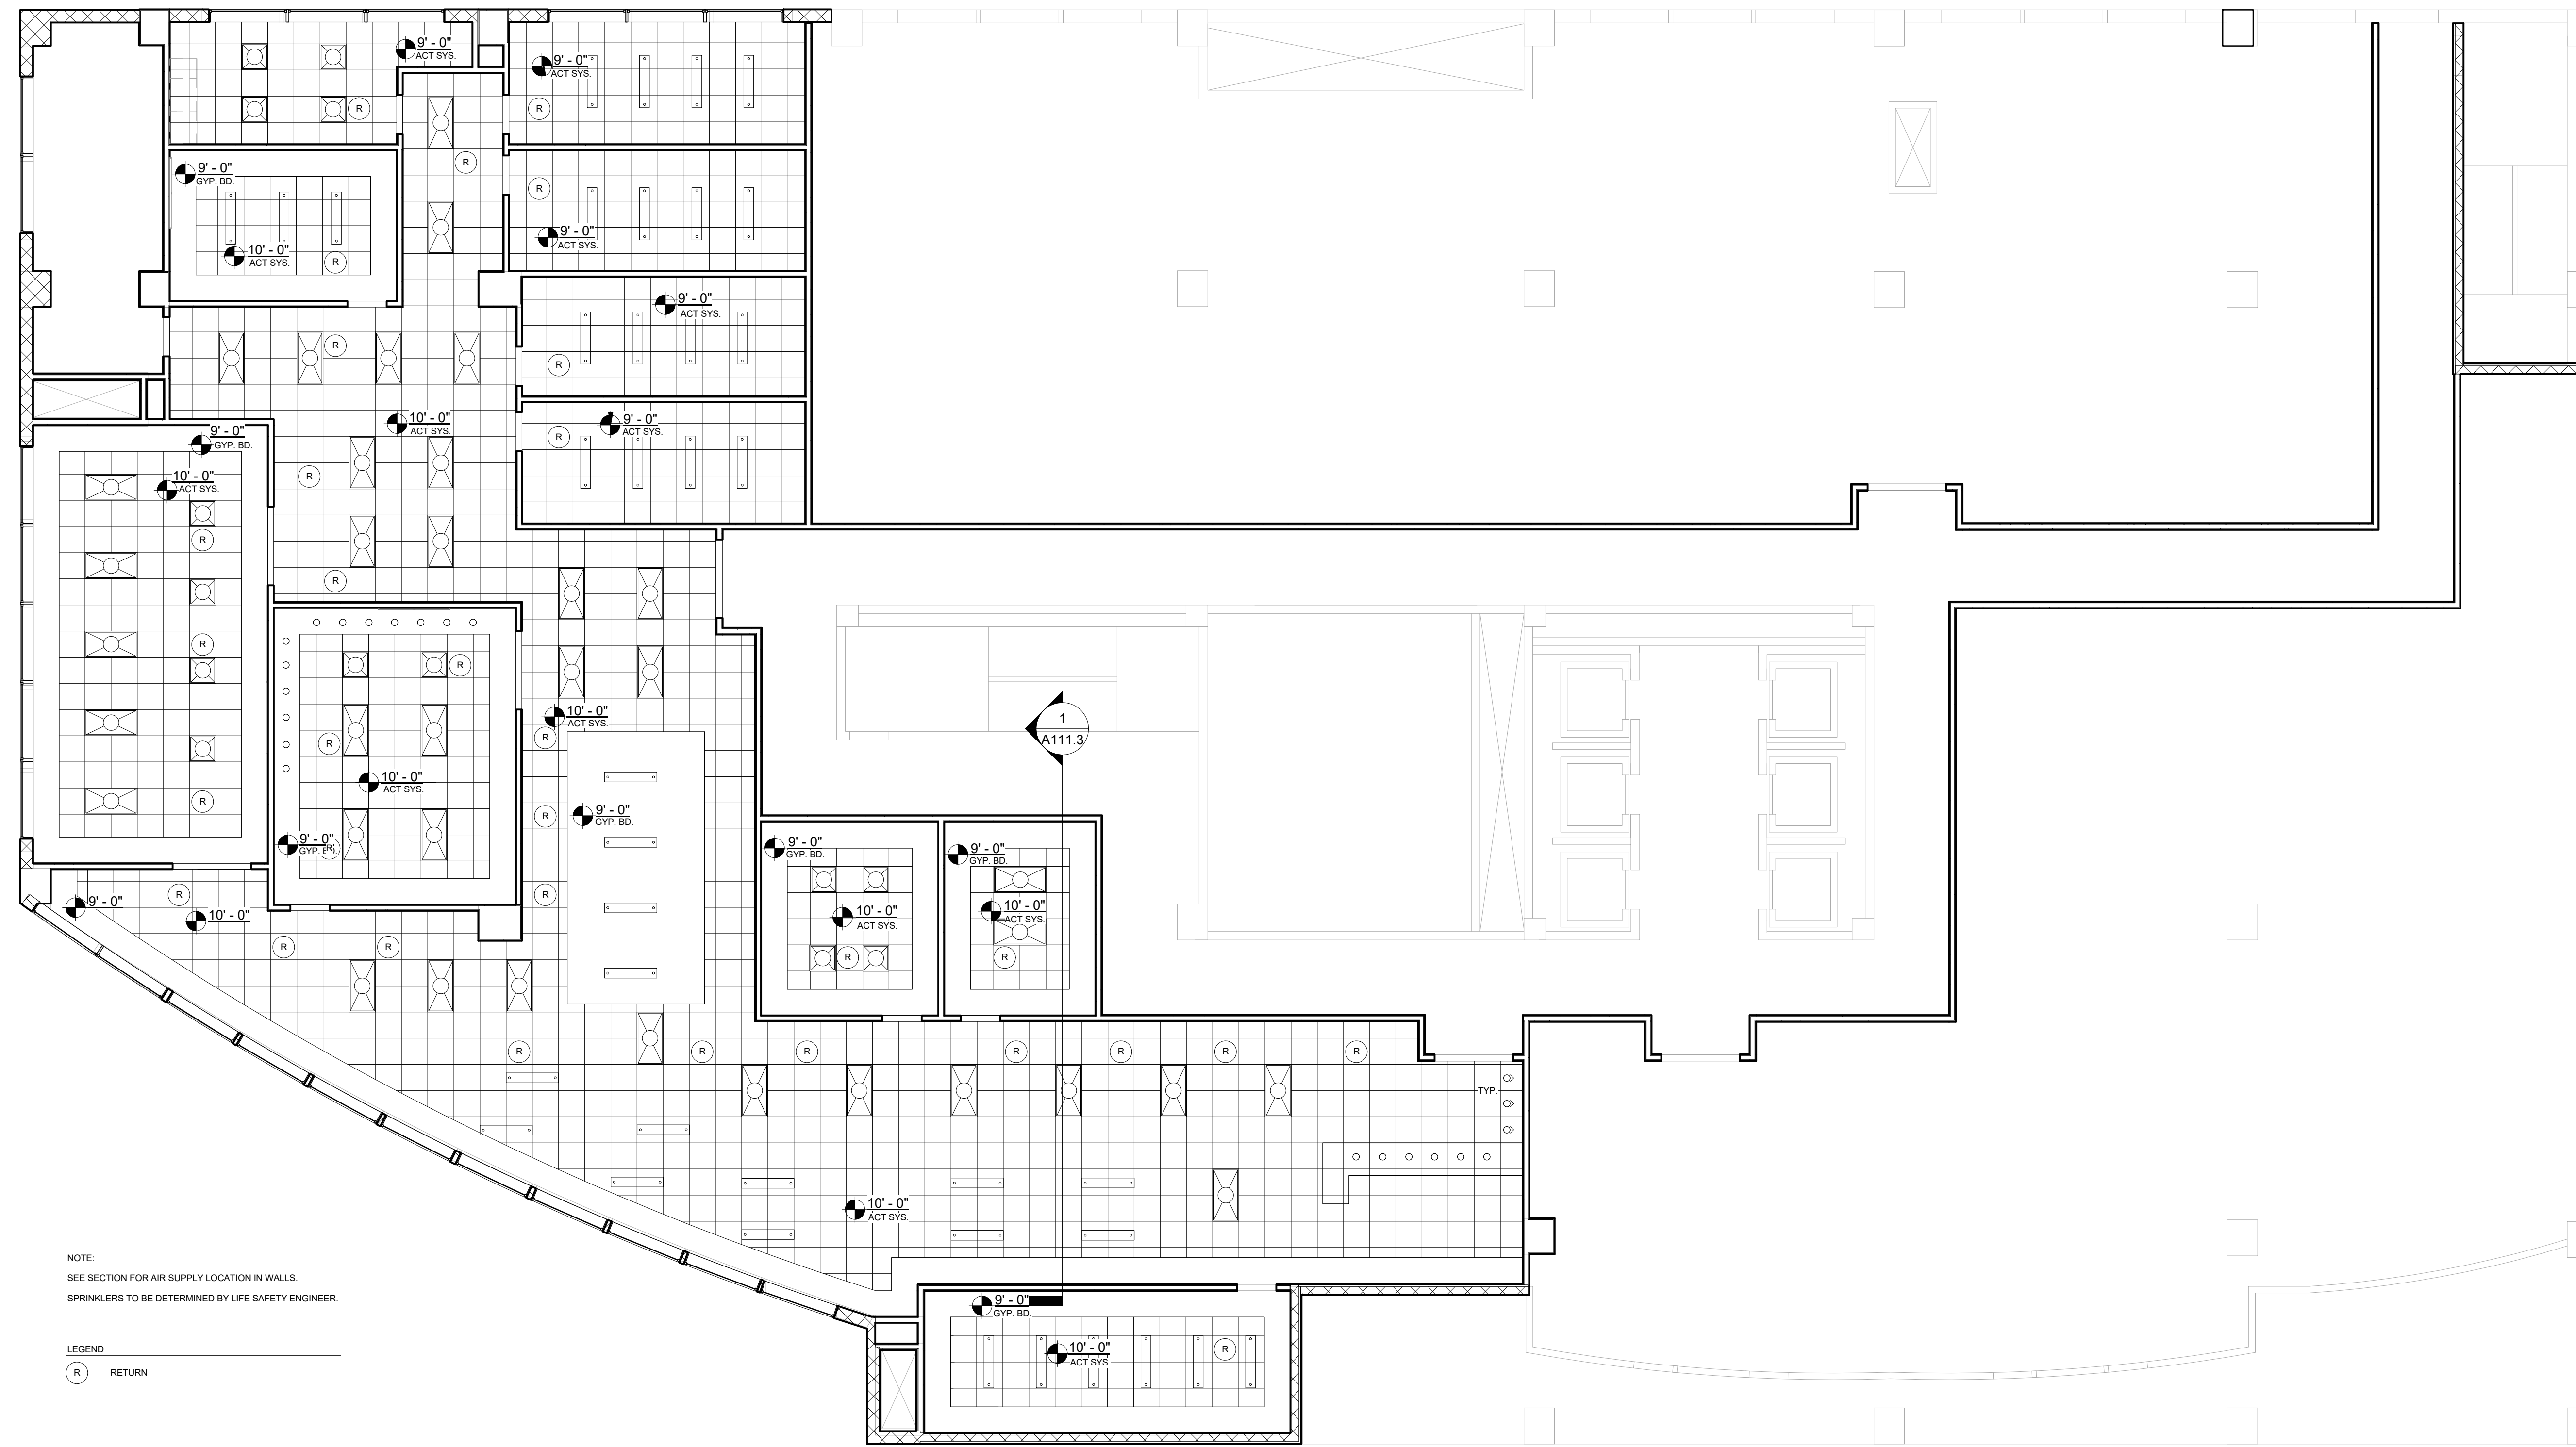 9' - 0"
ACT SYS.
9' - 0"
ACT SYS.
R
R
R
9' - 0"
GYP. BD.
R
9' - 0"
ACT SYS.
10' - 0"
ACT SYS.
R
9' - 0"
ACT SYS.
R
R
10' - 0"
ACT SYS.
9' - 0"
ACT SYS.
9' - 0"
GYP. BD.
R
10' - 0"
ACT SYS.
R
R
R
R
R
R
10' - 0"
ACT SYS.
R
R
1
A111.3
10' - 0"
ACT SYS.
R
9' - 0"
GYP. BD.
R
9' - 0"
GYP. BD.
R
9' - 0"
GYP. BD.
9' - 0"
GYP. BD.
R
R
9' - 0"
10' - 0"
10' - 0"
ACT SYS.
10' - 0"
ACT SYS.
R
R
R
R
R
R
R
R
R
R
R
TYP.
10' - 0"
ACT SYS.
NOTE:
SEE SECTION FOR AIR SUPPLY LOCATION IN WALLS.
SPRINKLERS TO BE DETERMINED BY LIFE SAFETY ENGINEER.
9' - 0"
GYP. BD.
10' - 0"
ACT SYS.
R
LEGEND
R RETURN